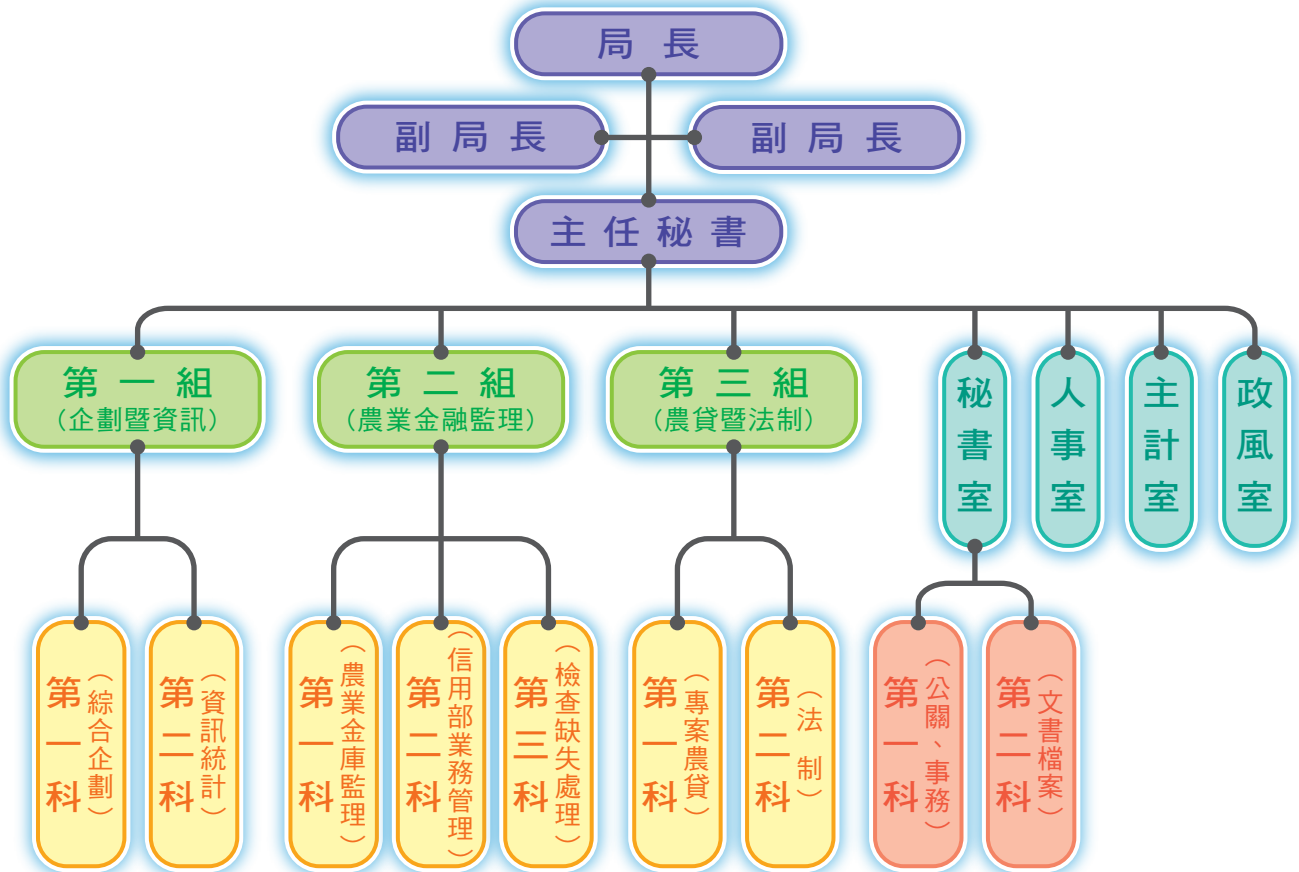 局長
副局長
副局長
主任秘書
第一組
（企劃暨資訊）
第二組
（農業金融監理）
第三組
（農貸暨法制）
秘書室
人事室
主計室
政風室
第一科
（綜合企劃）
第二科
（資訊統計）
第一科
（農業金庫監理）
第二科
（信用部業務管理）
第三科
（檢查缺失處理）
第一科
（專案農貸）
第二科
（法制）
第一科
（公關、事務）
第二科
（文書檔案）